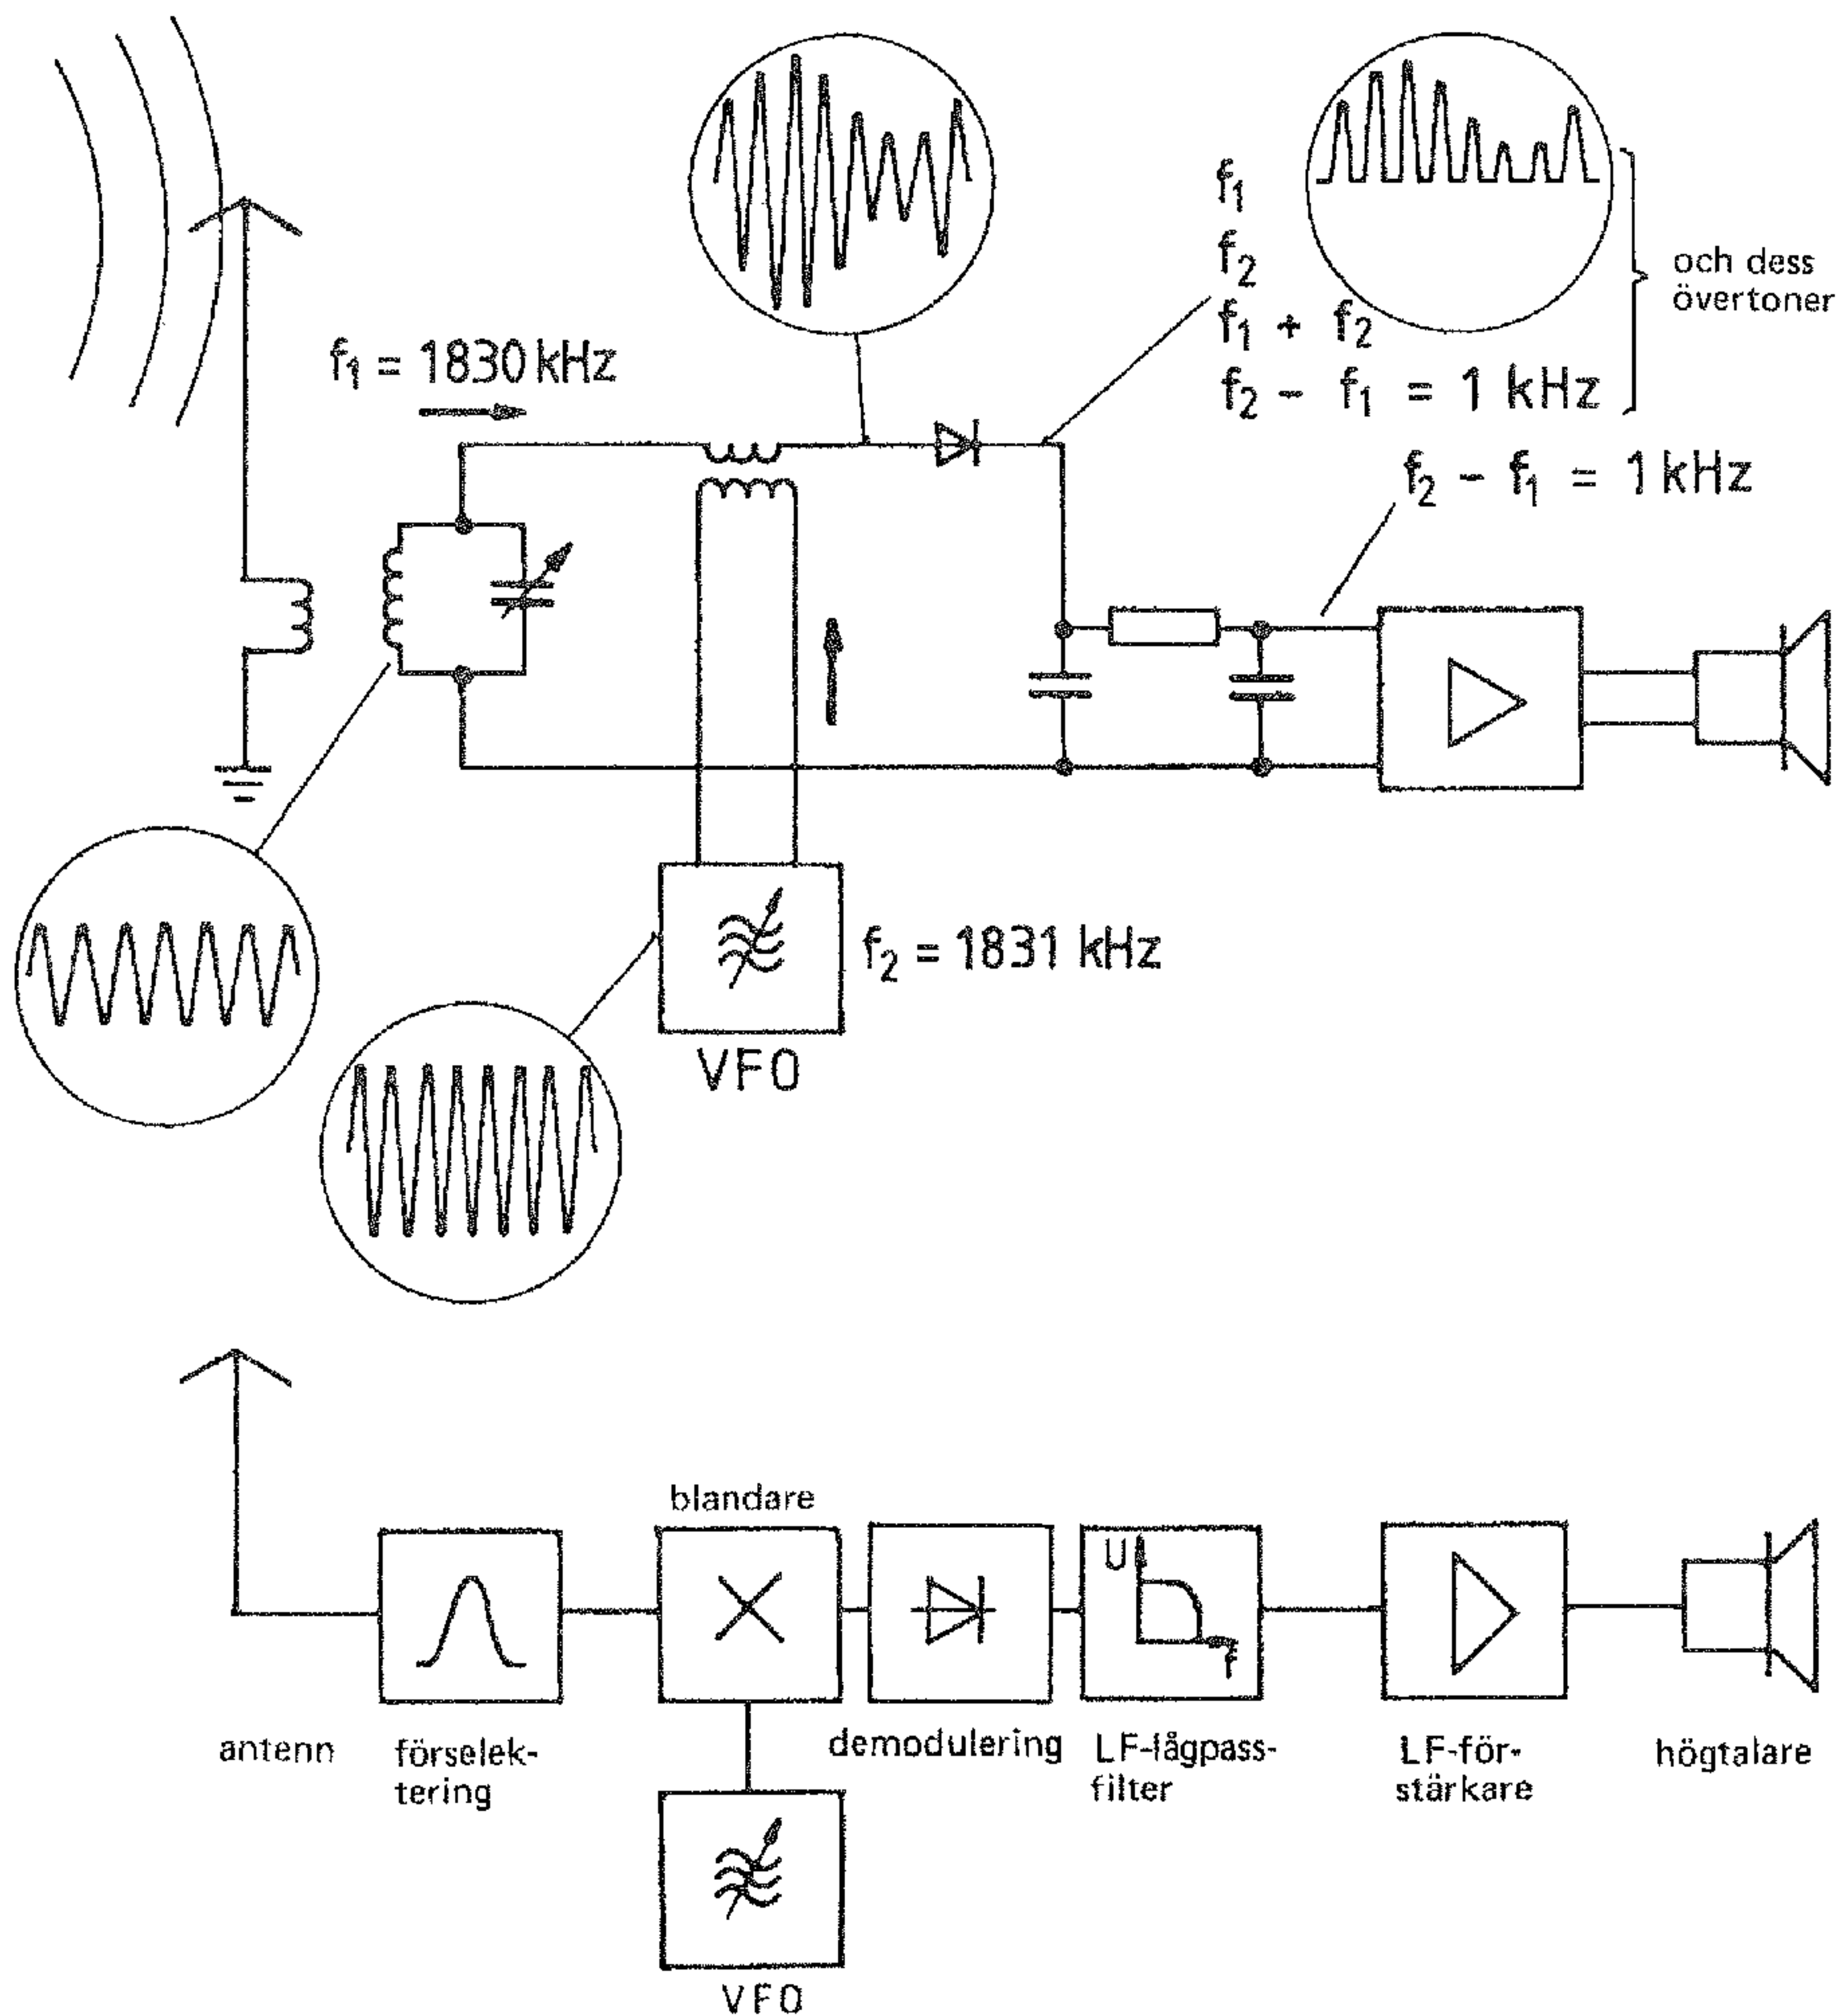 f₁
f₂
f₁ + f₂
f₂ - f₁ = 1 kHz
och dess
övertoner
f₁ = 1830 kHz
f₂ - f₁ = 1 kHz
f₂ = 1831 kHz
VFO
blandare
U
f
antenn
förselek-
tering
demodulering
LF-lågpass-
filter
LF-för-
stärkare
högtalare
VFO